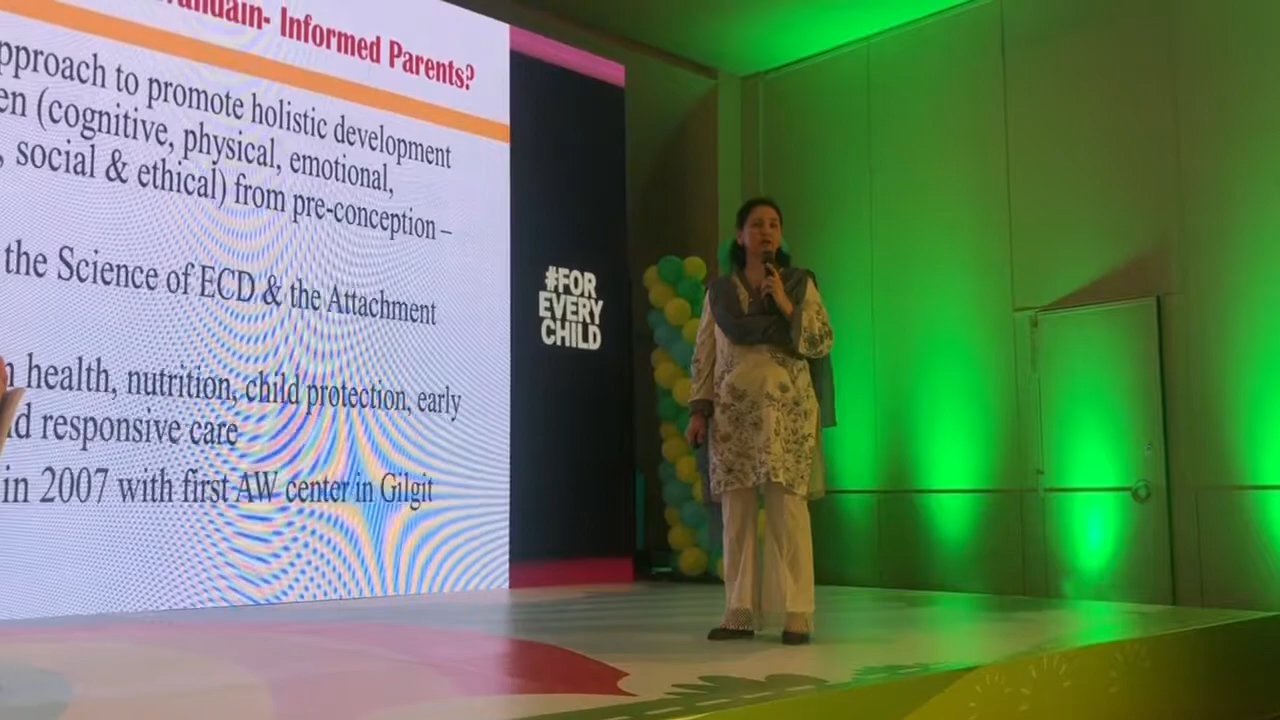 Informed Parents?
approach to promote holistic development
(cognitive, physical, emotional,
, social & ethical) from pre-conception –
the Science of ECD & the Attachment
health, nutrition, child protection, early
responsive care
in 2007 with first AW center in Gilgit
#FOR
EVERY
CHILD